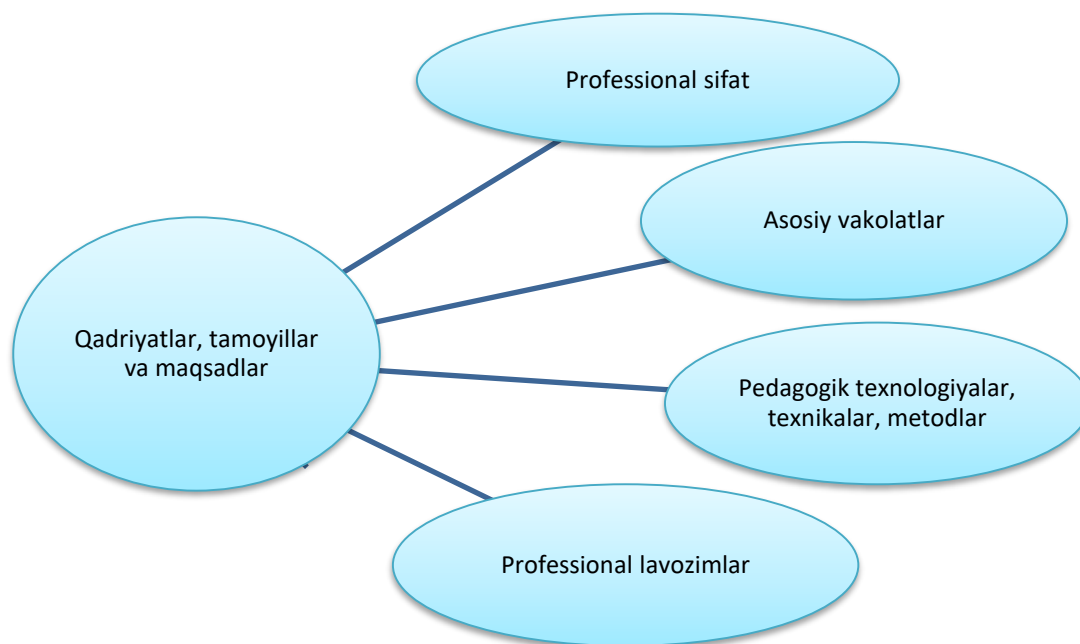 Professional sifat
Asosiy vakolatlar
Qadriyatlar, tamoyillar
va maqsadlar
Pedagogik texnologiyalar,
texnikalar, metodlar
Professional lavozimlar